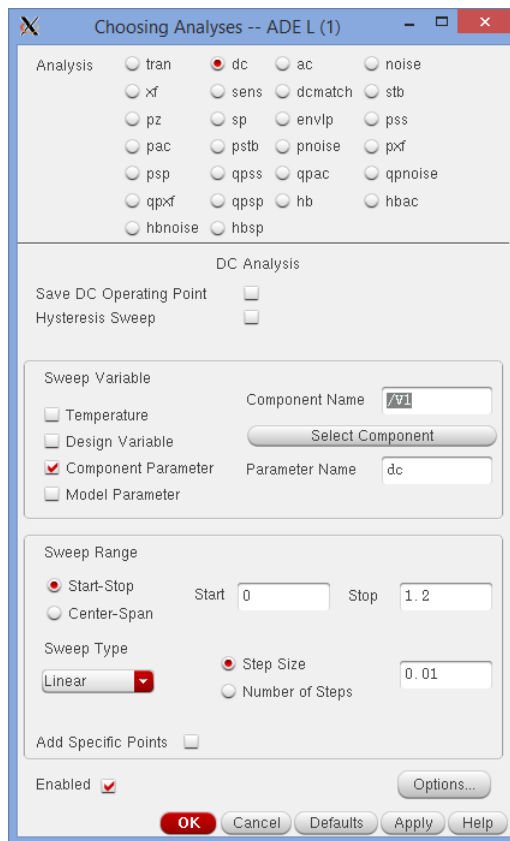 Choosing Analyses -- ADE L (1)
Analysis tran dc ac noise
xf sens dcmatch stb
pz sp envlp pss
pac pstb pnoise pxf
psp qpss qpac qpnoise
qpxf qpsp hb hbac
hbnoise hbsp
DC Analysis
Save DC Operating Point
Hysteresis Sweep
Sweep Variable
Temperature
Design Variable
Component Parameter
Model Parameter
Component Name /V1
Select Component
Parameter Name dc
Sweep Range
Start-Stop
Center-Span
Start 0 Stop 1.2
Sweep Type
Linear
Step Size
Number of Steps
0.01
Add Specific Points
Enabled Options...
OK Cancel Defaults Apply Help